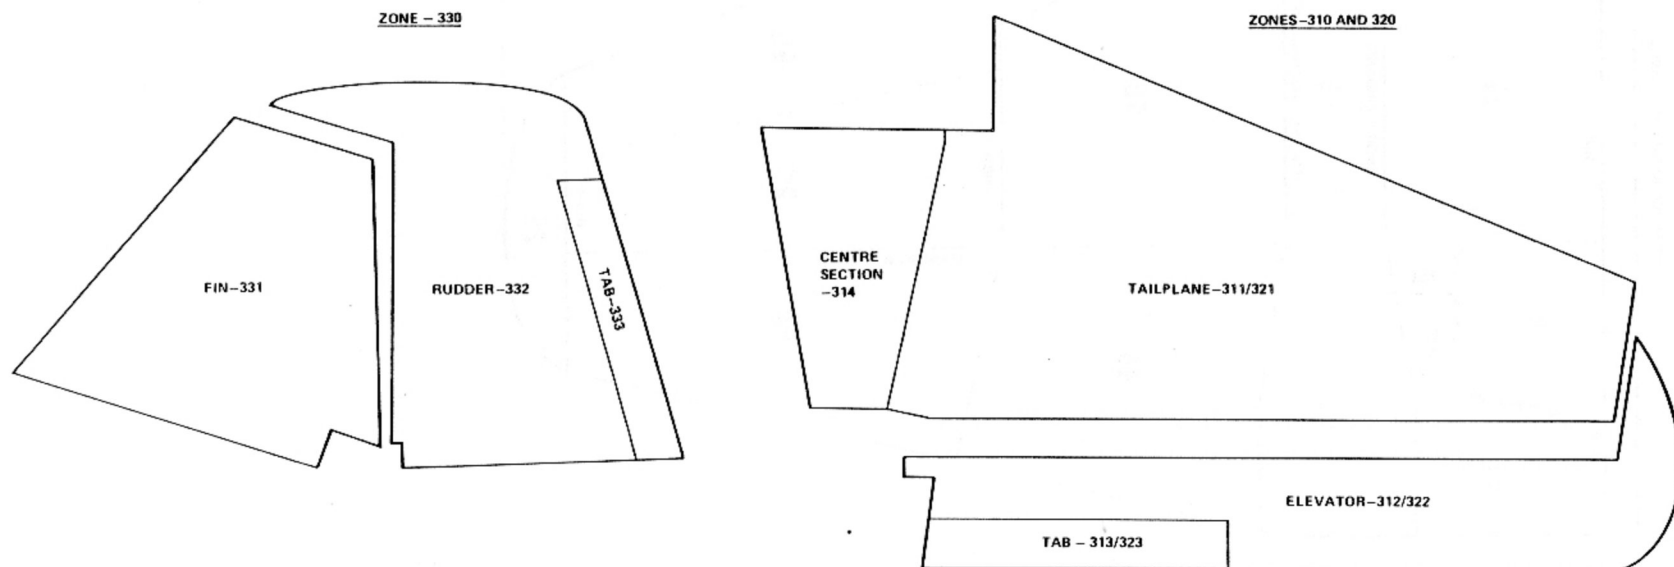 ZONE – 330
FIN–331
RUDDER–332
TAB–333
ZONES–310 AND 320
CENTRE
SECTION
–314
TAILPLANE–311/321
ELEVATOR–312/322
TAB – 313/323